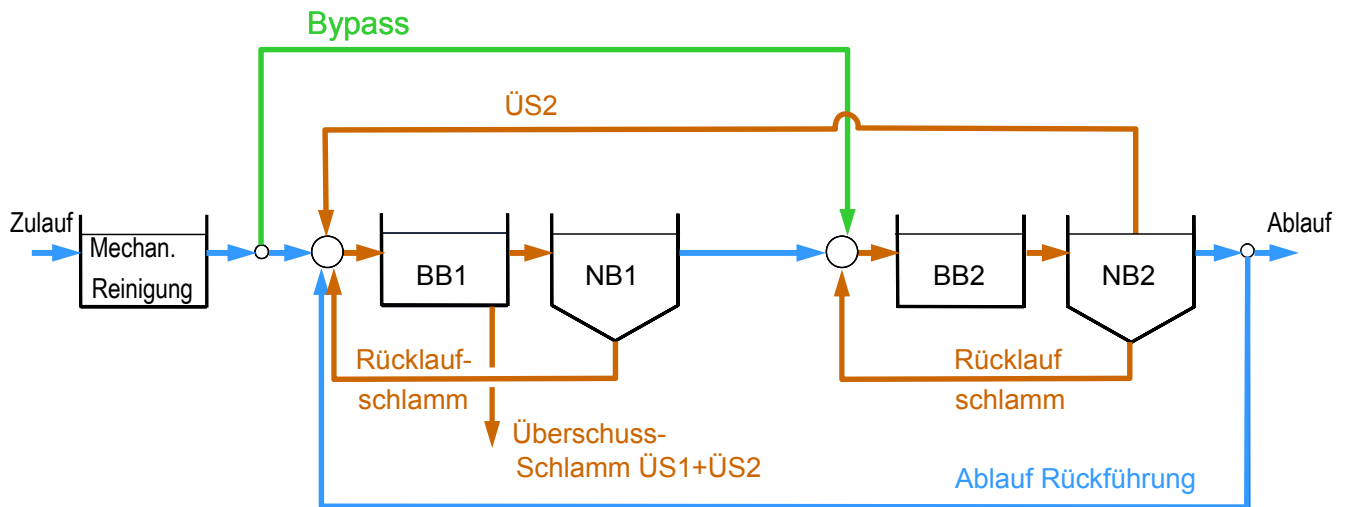 Bypass
ÜS2
Zulauf
Ablauf
Mechan.
Reinigung
BB1
NB1
BB2
NB2
Rücklauf-
schlamm
Rücklauf
schlamm
Überschuss-
Schlamm ÜS1+ÜS2
Ablauf Rückführung